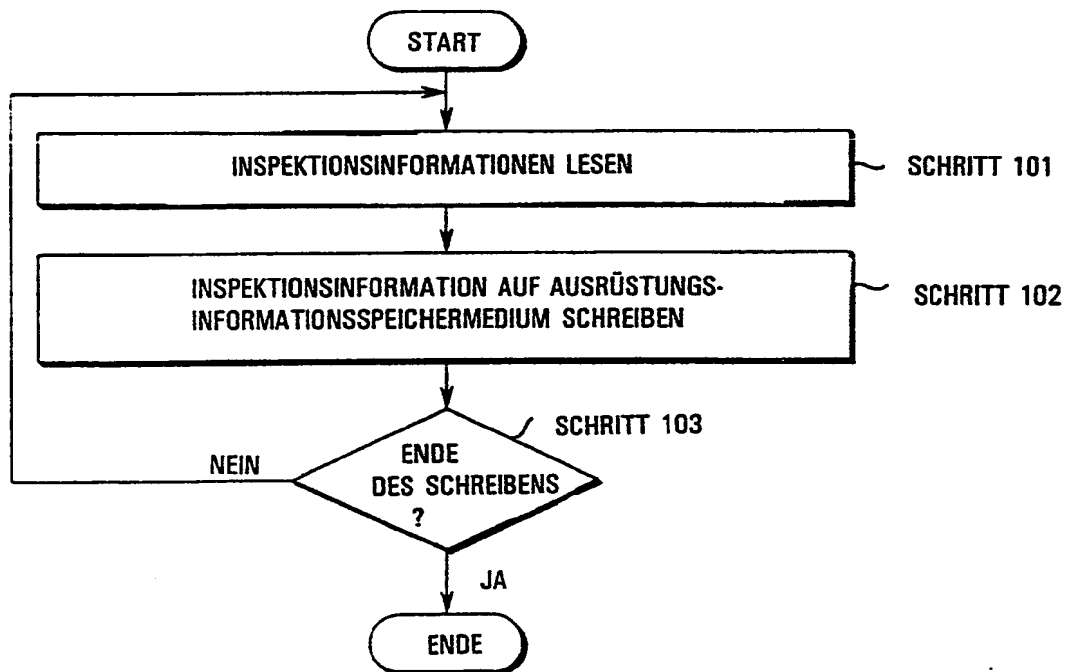 START
INSPEKTIONSINFORMATIONEN LESEN
SCHRITT 101
INSPEKTIONSINFORMATION AUF AUSRÜSTUNGS-
INFORMATIONSSPEICHERMEDIUM SCHREIBEN
SCHRITT 102
SCHRITT 103
ENDE
DES SCHREIBENS
?
NEIN
JA
ENDE